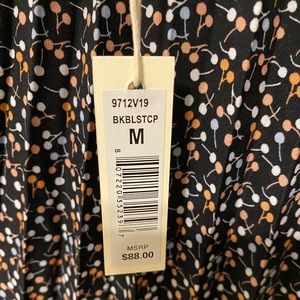 9712V19
BKBLSTCP
M
MSRP
$88.00